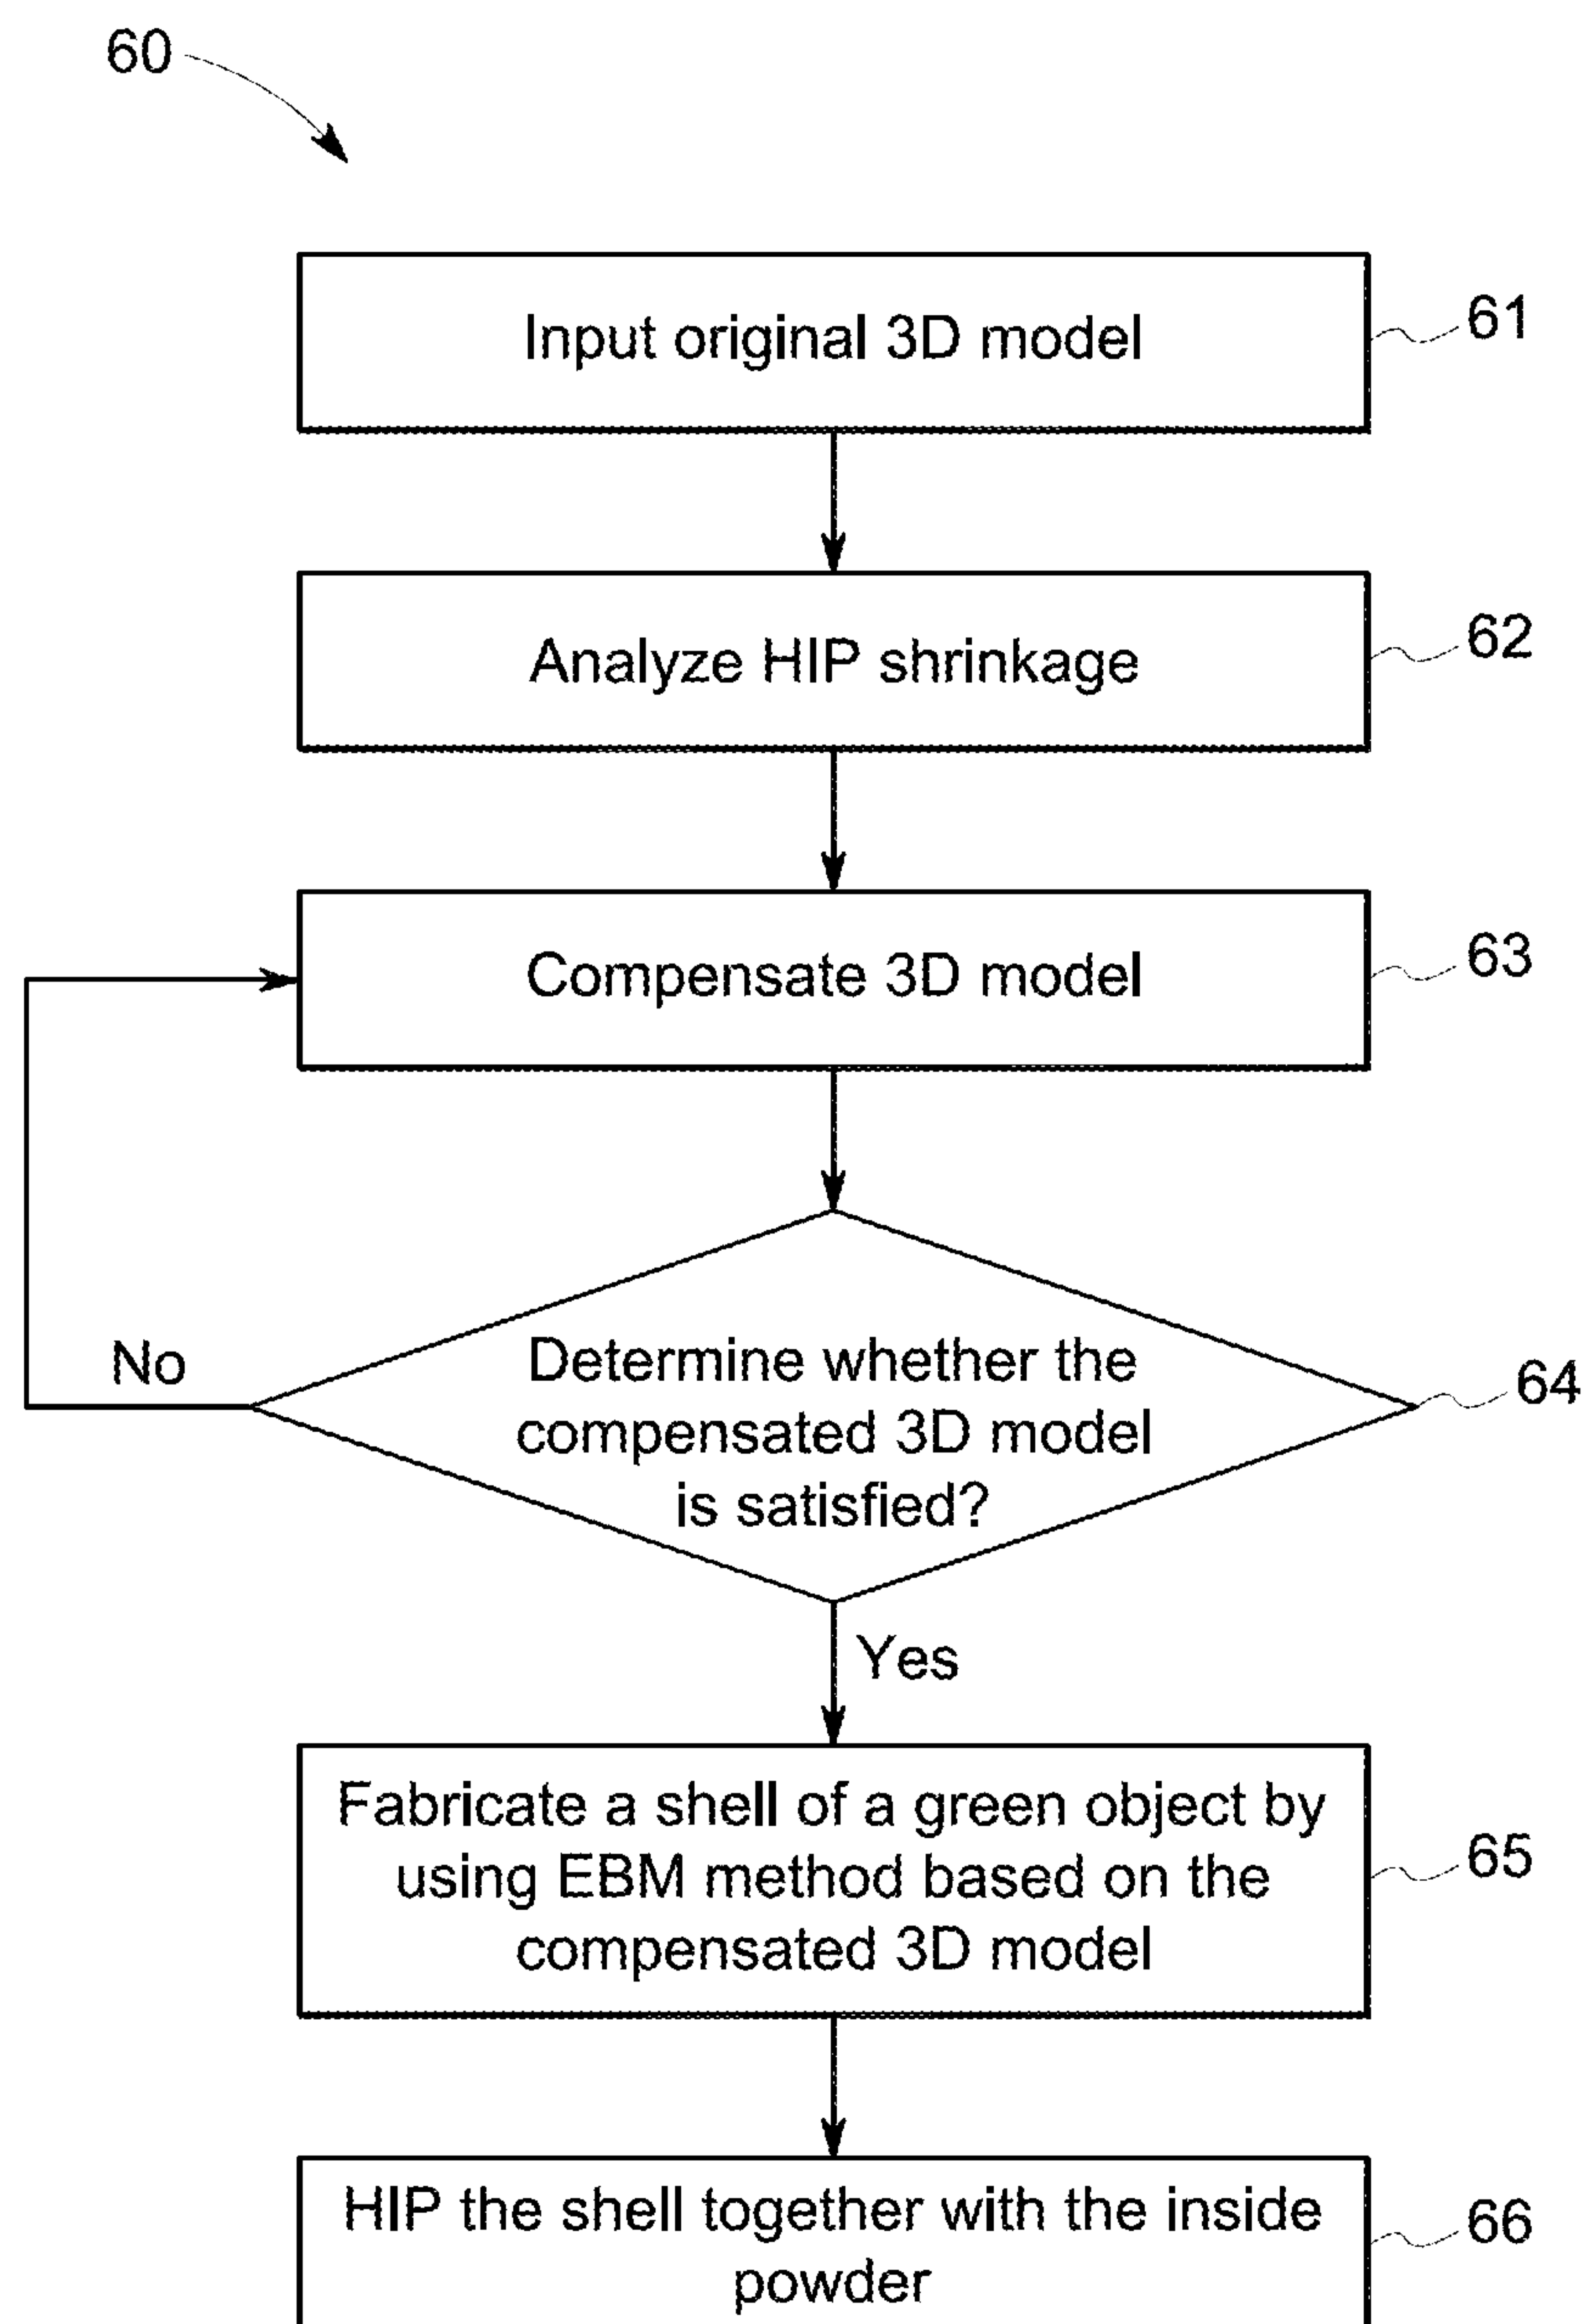 60
Input original 3D model
61
Analyze HIP shrinkage
62
Compensate 3D model
63
No
Determine whether the
compensated 3D model
is satisfied?
64
Yes
Fabricate a shell of a green object by
using EBM method based on the
compensated 3D model
65
HIP the shell together with the inside
powder
66